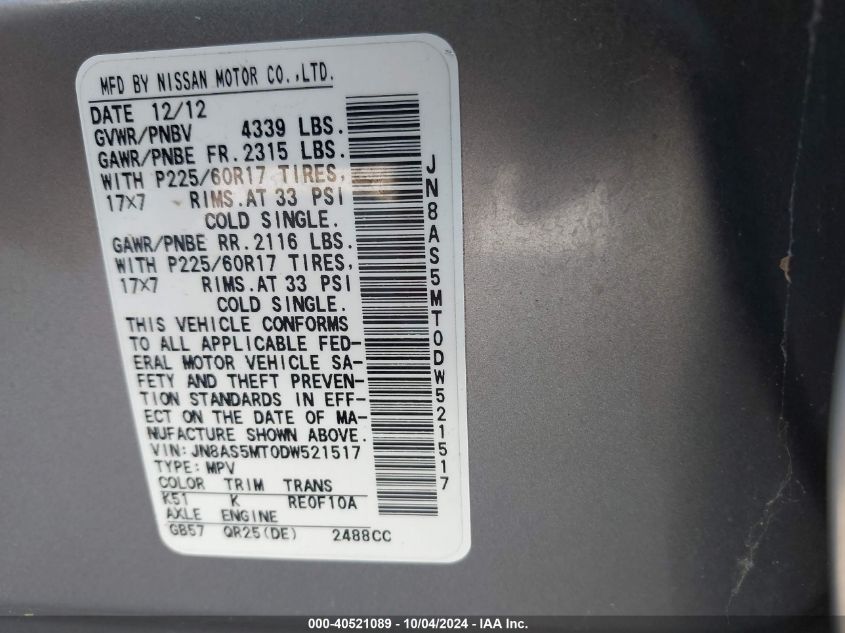 MFD BY NISSAN MOTOR CO.,LTD.
DATE 12/12
GVWR/PNBV 4339 LBS.
GAWR/PNBE FR. 2315 LBS.
WITH P225/60R17 TIRES,
17×7 RIMS.AT 33 PSI
COLD SINGLE.
GAWR/PNBE RR. 2116 LBS.
WITH P225/60R17 TIRES,
17×7 RIMS.AT 33 PSI
COLD SINGLE.
THIS VEHICLE CONFORMS
TO ALL APPLICABLE FED-
ERAL MOTOR VEHICLE SA-
FETY AND THEFT PREVEN-
TION STANDARDS IN EFF-
ECT ON THE DATE OF MA-
NUFACTURE SHOWN ABOVE.
VIN: JN8AS5MT0DW521517
TYPE: MPV
COLOR TRIM TRANS
K51 K RE0F10A
AXLE ENGINE
GB57 QR25(DE) 2488CC
JN8AS5MT0DW521517
000-40521089 - 10/04/2024 - IAA Inc.